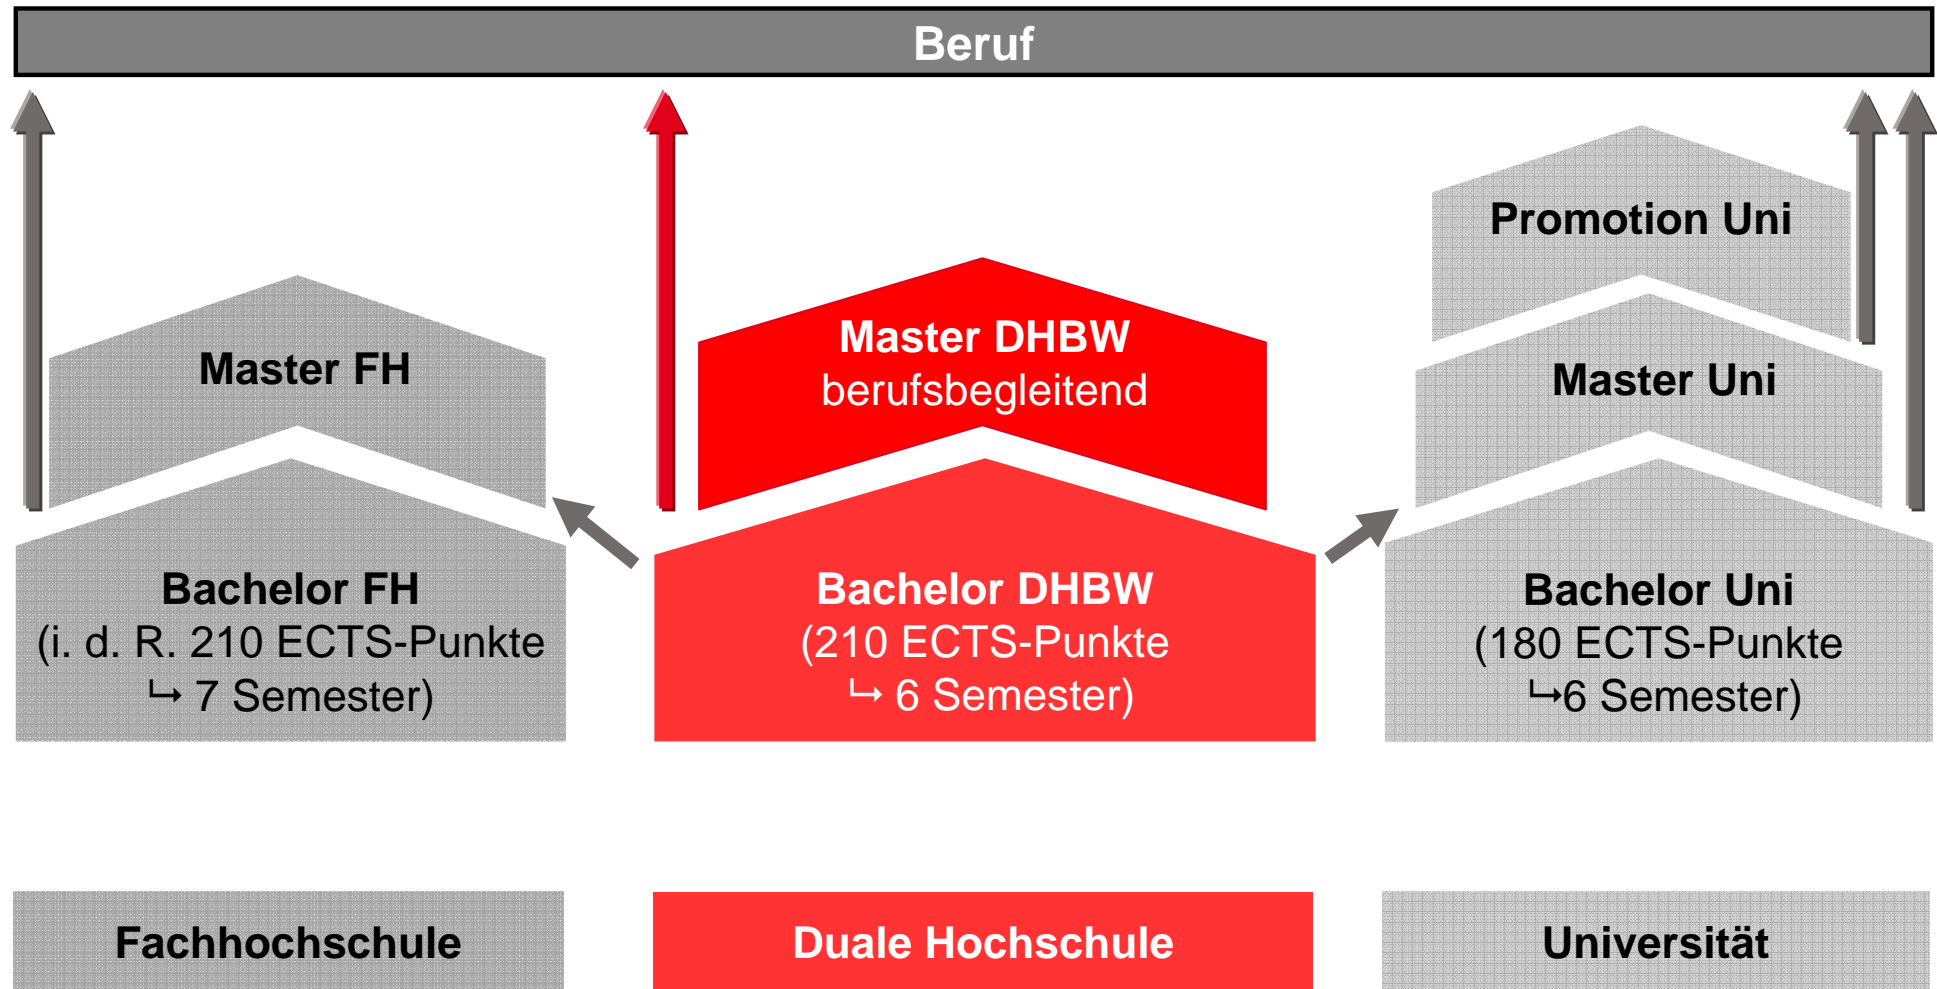 Beruf
Master FH
Bachelor FH
(i. d. R. 210 ECTS-Punkte
↳ 7 Semester)
Fachhochschule
Master DHBW
berufsbegleitend
Bachelor DHBW
(210 ECTS-Punkte
↳ 6 Semester)
Duale Hochschule
Promotion Uni
Master Uni
Bachelor Uni
(180 ECTS-Punkte
↳6 Semester)
Universität